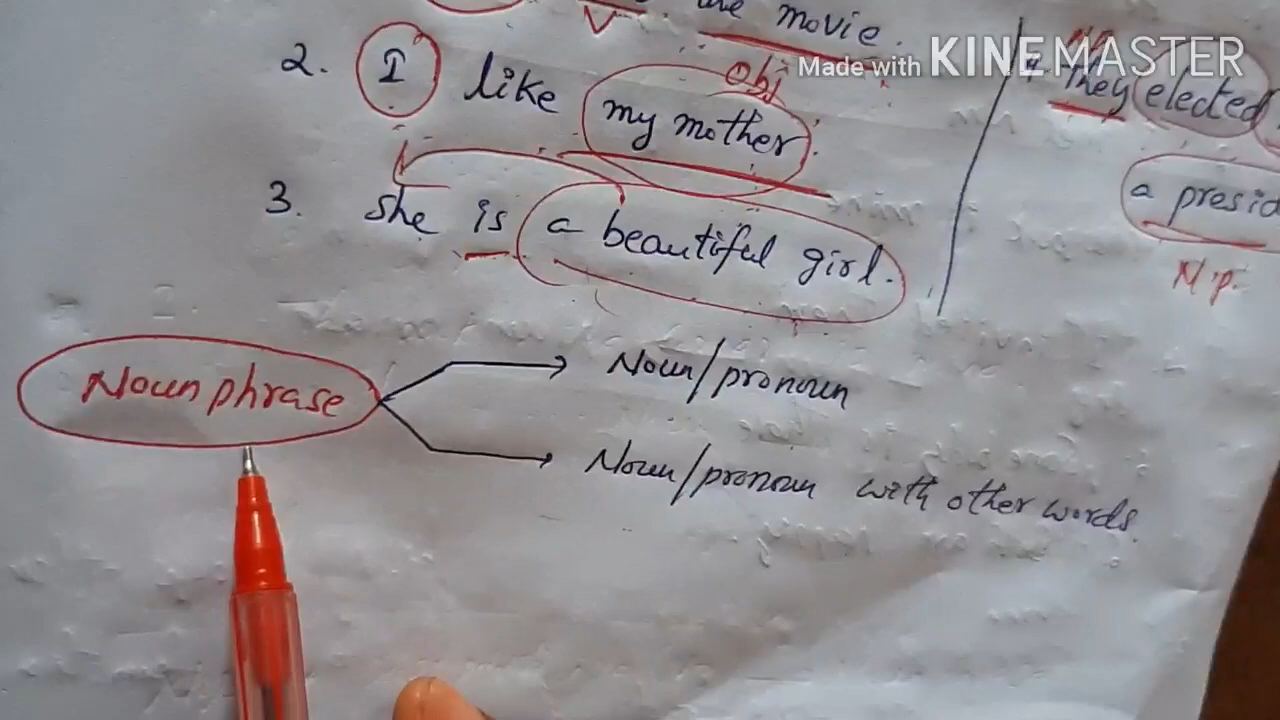 the movie.
2. I like my mother.
obj
3. she is a beautiful girl.
they elected
a presid
N/p.
Noun phrase
Noun/pronoun
Noun/pronoun with other words.
V
Made with KINEMASTER